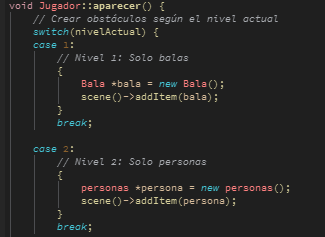 void Jugador::aparecer() {
// Crear obstáculos según el nivel actual
switch(nivelActual) {
case 1:
// Nivel 1: Solo balas
{
Bala *bala = new Bala();
scene()->addItem(bala);
}
break;
case 2:
// Nivel 2: Solo personas
{
personas *persona = new personas();
scene()->addItem(persona);
}
break;